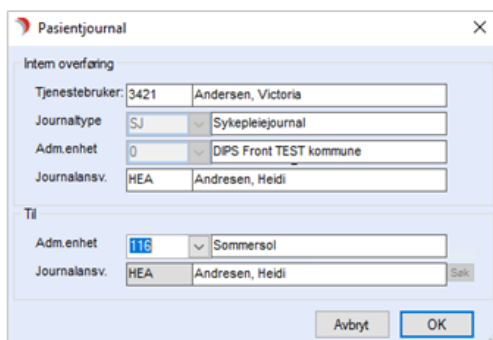 Pasientjournal
Intern overføring
Tjenestebruker: 3421 Andersen, Victoria
Journaltype SJ Sykepleiejournal
Adm.enhet 0 DIPS Front TEST kommune
Journalansv. HEA Andresen, Heidi
Til
Adm.enhet 116 Sommersol
Journalansv. HEA Andresen, Heidi Søk
Avbryt OK